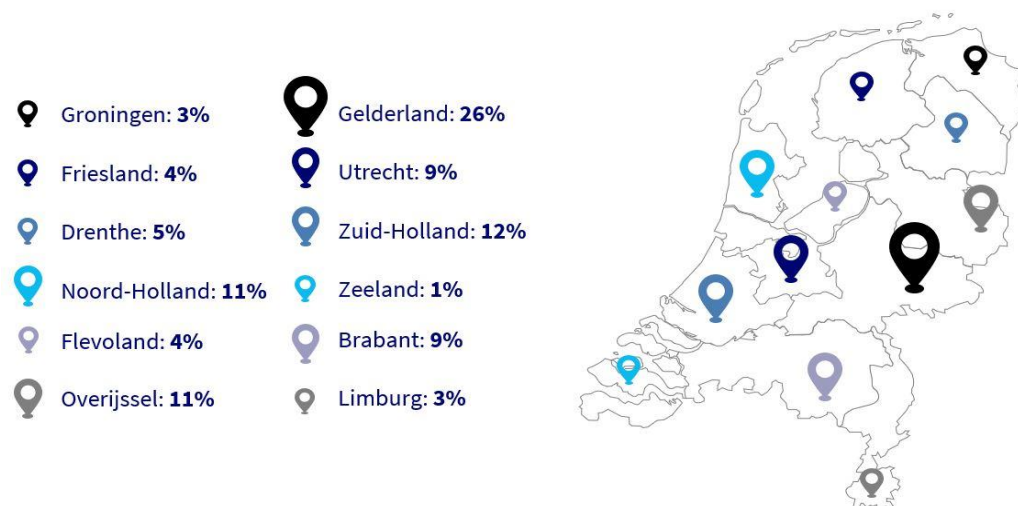 Groningen: 3%
Friesland: 4%
Drenthe: 5%
Noord-Holland: 11%
Flevoland: 4%
Overijssel: 11%
Gelderland: 26%
Utrecht: 9%
Zuid-Holland: 12%
Zeeland: 1%
Brabant: 9%
Limburg: 3%